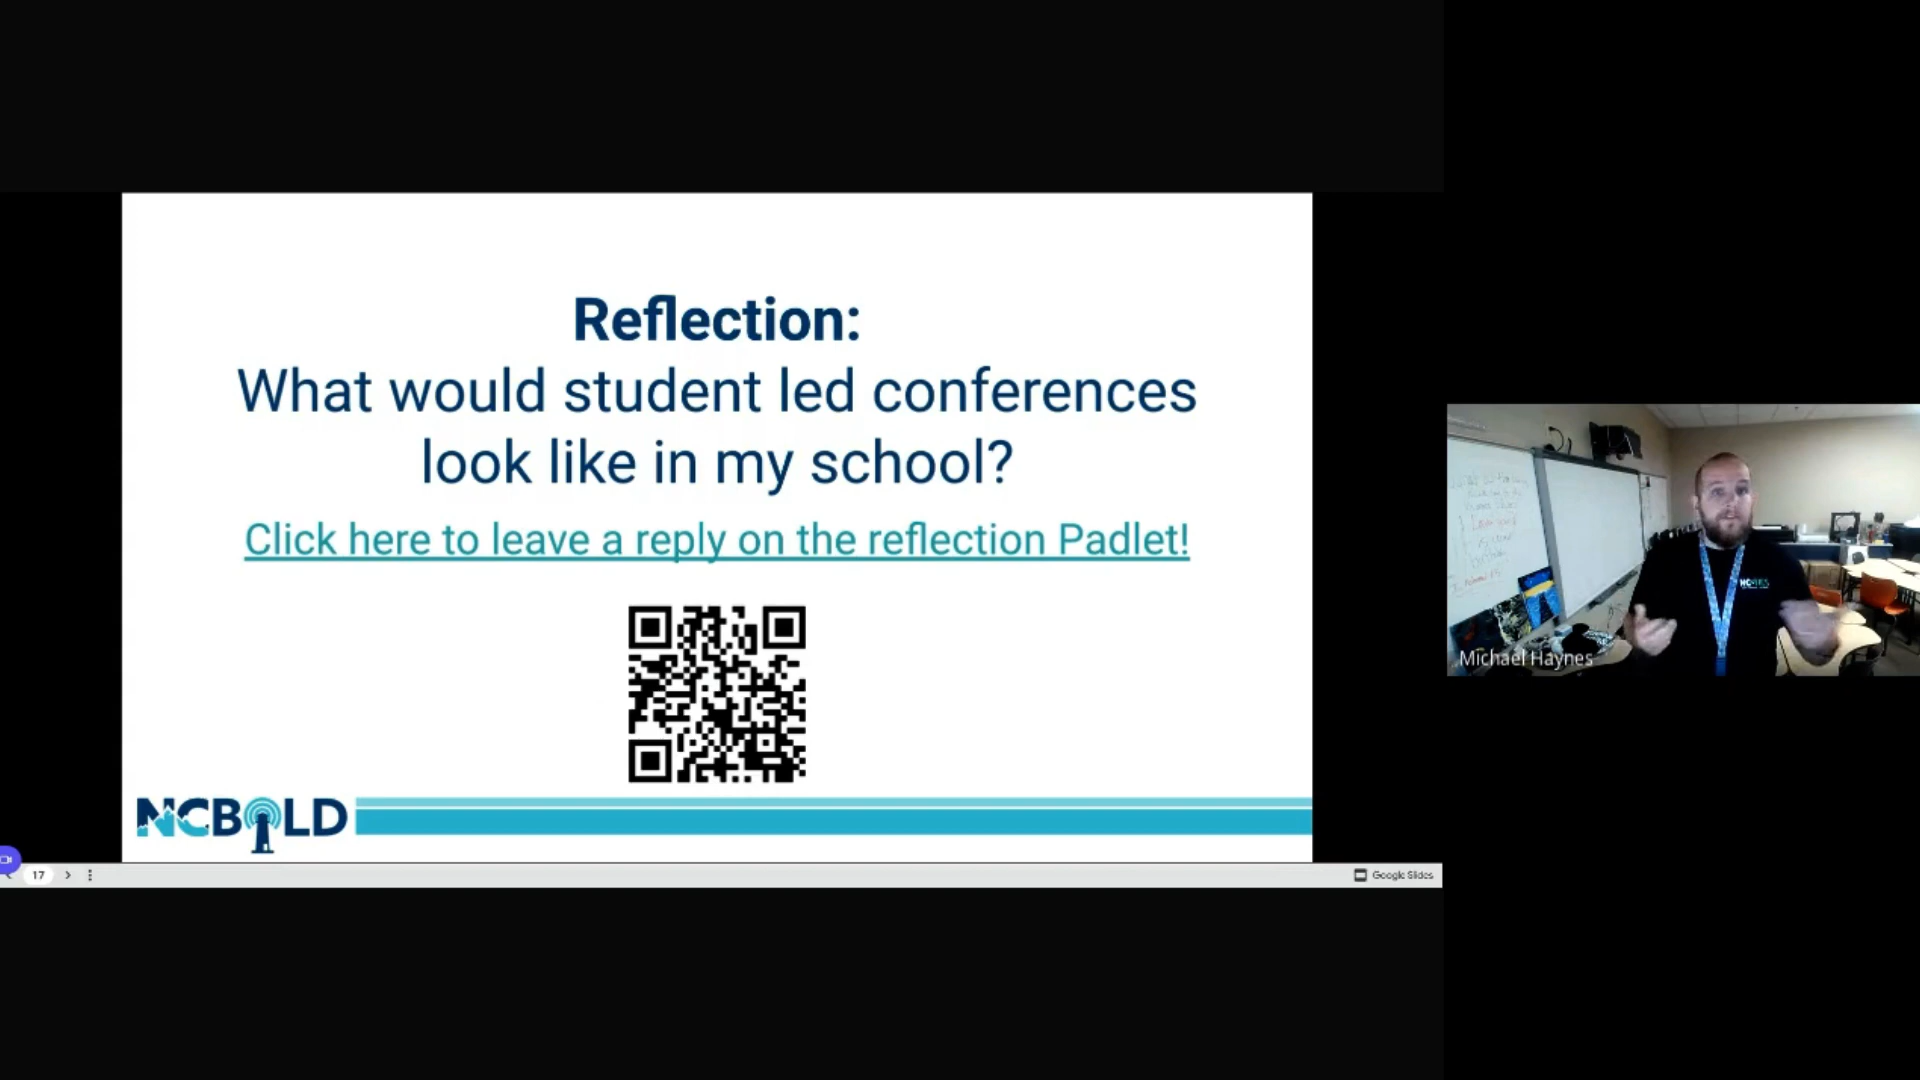 Reflection:
What would student led conferences
look like in my school?
Click here to leave a reply on the reflection Padlet!
NCBOLD
17
Google Slides
Michael Haynes